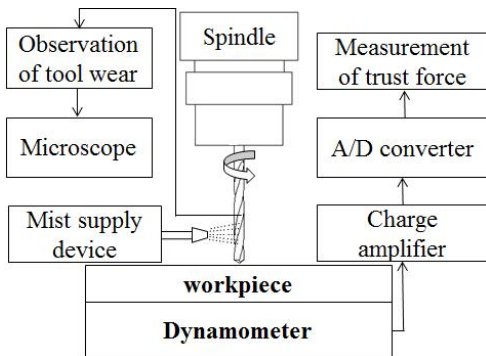 Observation
of tool wear
Microscope
Mist supply
device
Spindle
Measurement
of trust force
A/D converter
Charge
amplifier
workpiece
Dynamometer